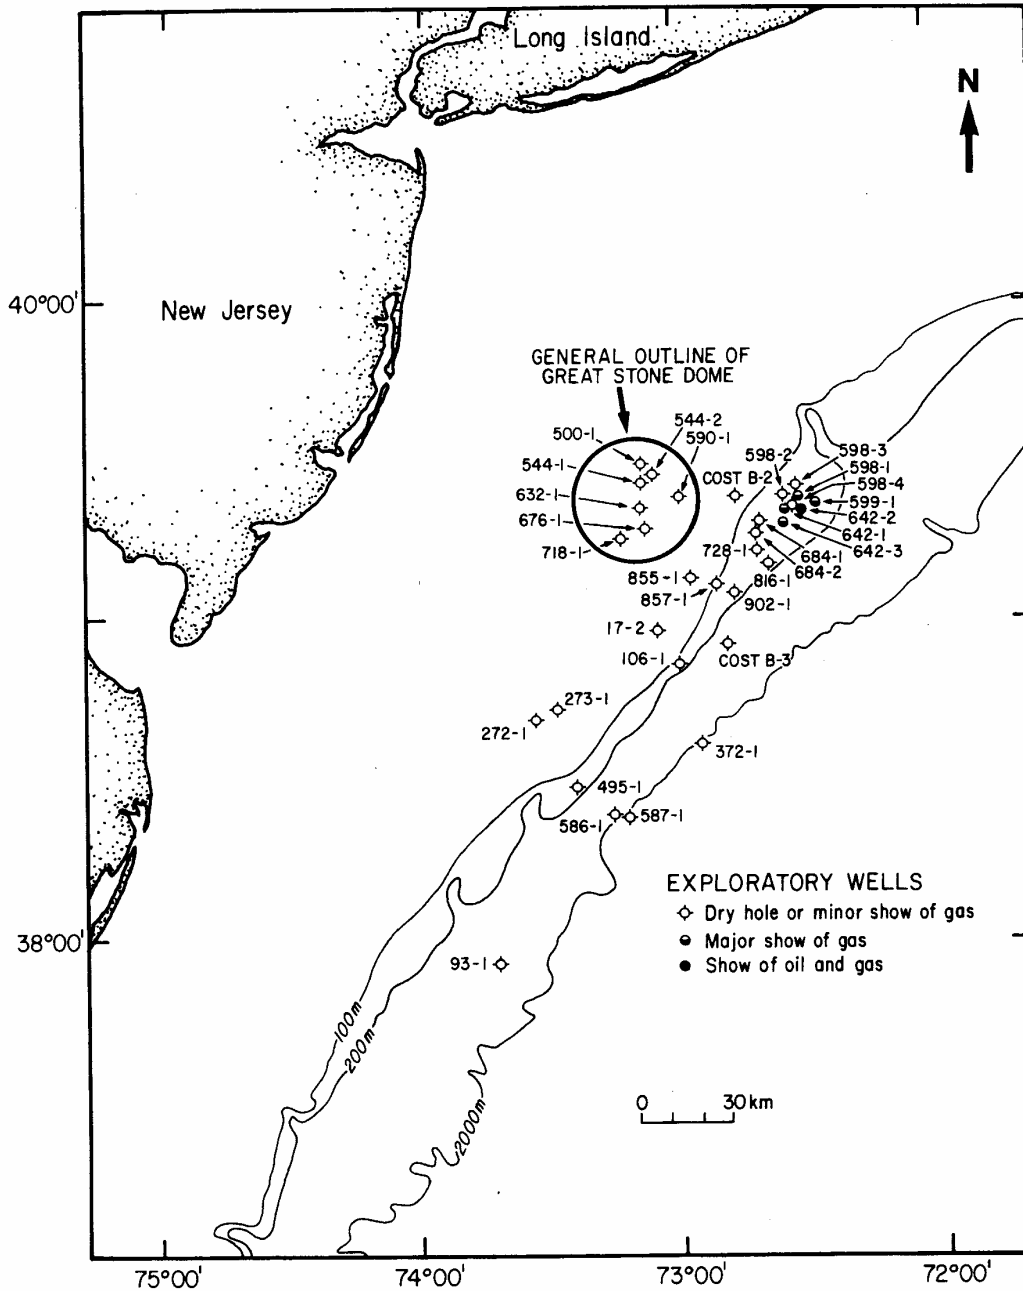 Long Island
N
40°00'
New Jersey
GENERAL OUTLINE OF
GREAT STONE DOME
544-2
500-1
590-1
544-1
632-1
676-1
718-1
COST B-2
598-2
598-3
598-1
598-4
599-1
642-2
642-1
642-3
684-1
684-2
728-1
816-1
855-1
857-1
902-1
17-2
106-1
COST B-3
273-1
272-1
372-1
495-1
586-1
587-1
EXPLORATORY WELLS
Dry hole or minor show of gas
Major show of gas
Show of oil and gas
38°00'
93-1
100m
200m
2000m
0 30 km
75°00' 74°00' 73°00' 72°00'